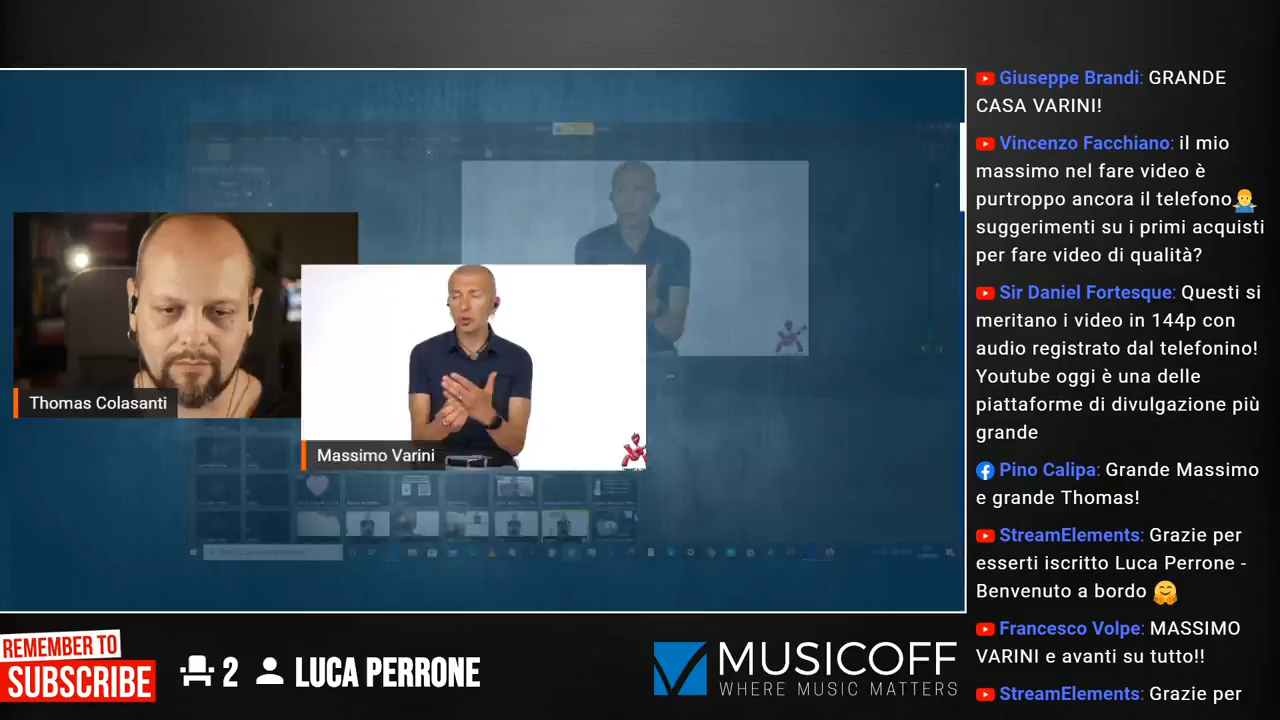 Thomas Colasanti
Massimo Varini
Giuseppe Brandi: GRANDE
CASA VARINI!
Vincenzo Facchiano: il mio
massimo nel fare video è
purtroppo ancora il telefono🤷‍♂️
suggerimenti su i primi acquisti
per fare video di qualità?
Sir Daniel Fortesque: Questi si
meritano i video in 144p con
audio registrato dal telefonino!
Youtube oggi è una delle
piattaforme di divulgazione più
grande
Pino Calipa: Grande Massimo
e grande Thomas!
StreamElements: Grazie per
esserti iscritto Luca Perrone -
Benvenuto a bordo 🤗
Francesco Volpe: MASSIMO
VARINI e avanti su tutto!!
StreamElements: Grazie per
REMEMBER TO
SUBSCRIBE
2
LUCA PERRONE
MUSICOFF
WHERE MUSIC MATTERS